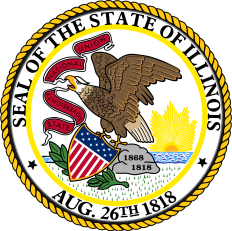 SEAL OF THE STATE OF ILLINOIS
NATIONAL UNION
SOVEREIGNTY
STATE
1868
1818
AUG. 26TH 1818